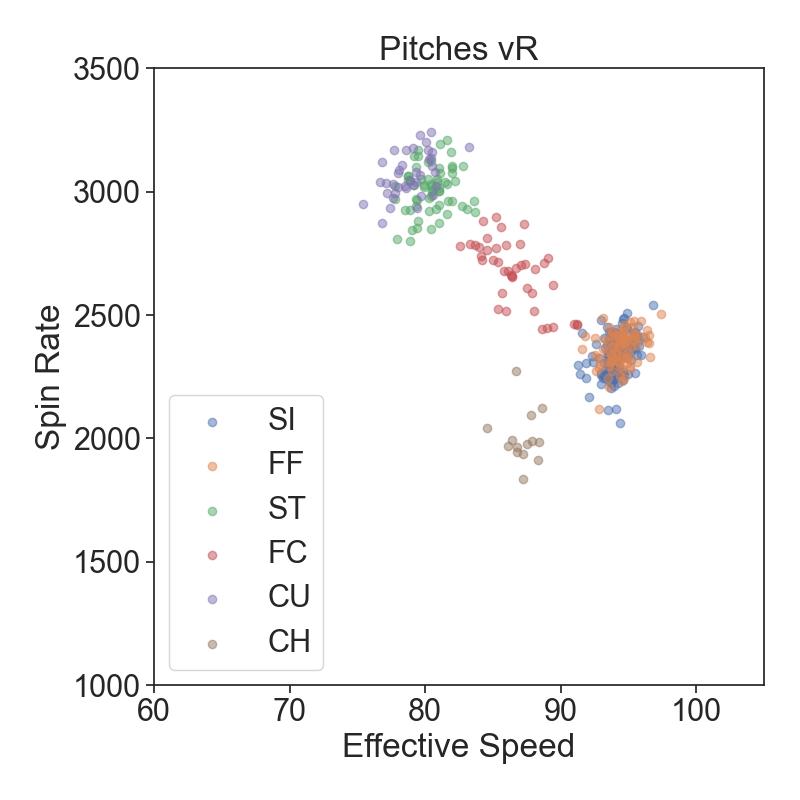 Pitches vR
3500
3000
2500
2000
1500
1000
Spin Rate
SI
FF
ST
FC
CU
CH
60 70 80 90 100
Effective Speed